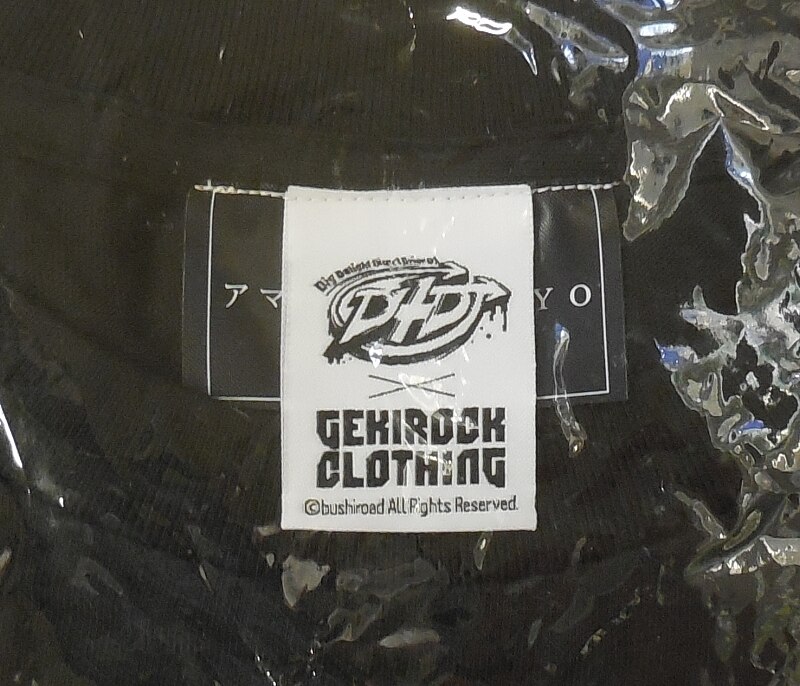 Dig Delight Direct Drive DJ
D4DJ
アマ YO
GEKIROCK
CLOTHING
©bushiroad All Rights Reserved.